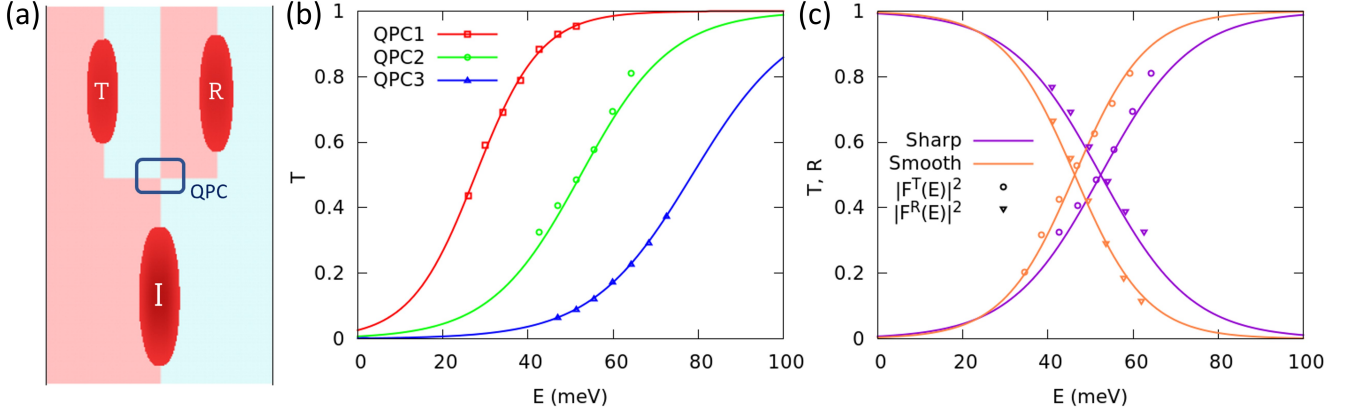 (a)
T
R
QPC
I
(b)
QPC1
QPC2
QPC3
T
1
0.8
0.6
0.4
0.2
0
0 20 40 60 80 100
E (meV)
(c)
Sharp
Smooth
|F^T(E)|^2
|F^R(E)|^2
T, R
1
0.8
0.6
0.4
0.2
0
0 20 40 60 80 100
E (meV)